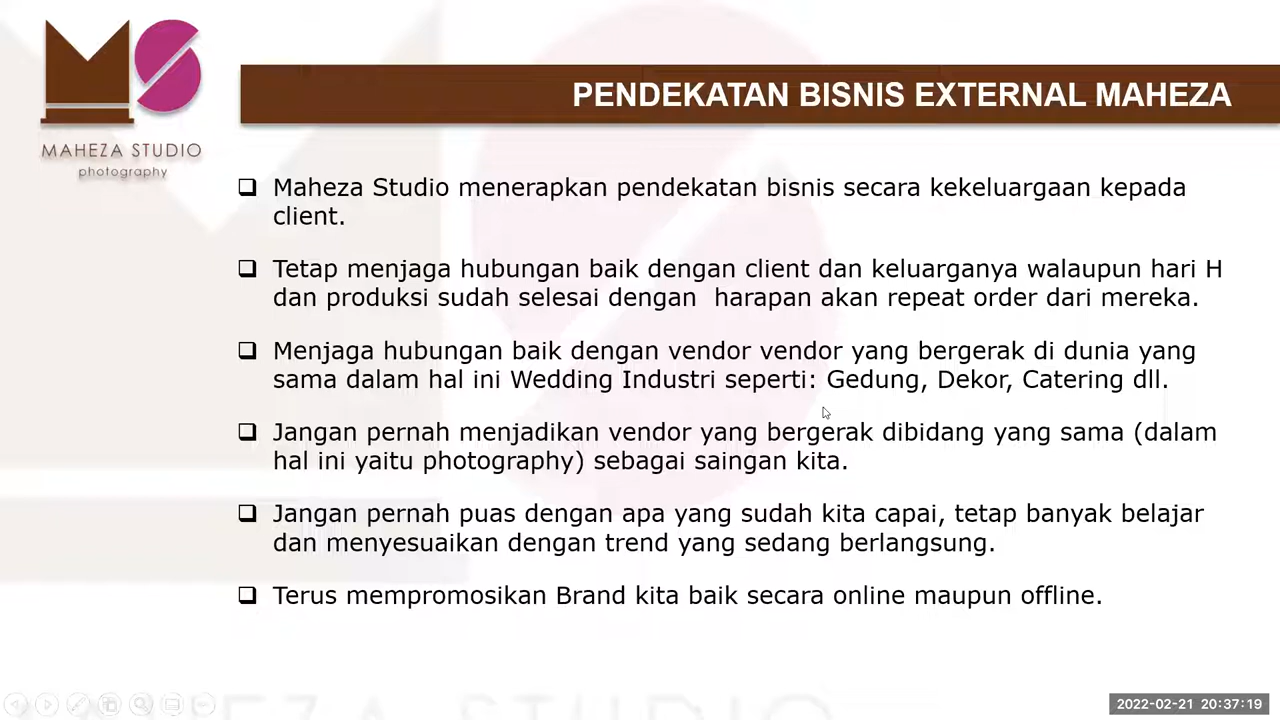 MAHEZA STUDIO
photography
PENDEKATAN BISNIS EXTERNAL MAHEZA
❑ Maheza Studio menerapkan pendekatan bisnis secara kekeluargaan kepada
client.
❑ Tetap menjaga hubungan baik dengan client dan keluarganya walaupun hari H
dan produksi sudah selesai dengan  harapan akan repeat order dari mereka.
❑ Menjaga hubungan baik dengan vendor vendor yang bergerak di dunia yang
sama dalam hal ini Wedding Industri seperti: Gedung, Dekor, Catering dll.
❑ Jangan pernah menjadikan vendor yang bergerak dibidang yang sama (dalam
hal ini yaitu photography) sebagai saingan kita.
❑ Jangan pernah puas dengan apa yang sudah kita capai, tetap banyak belajar
dan menyesuaikan dengan trend yang sedang berlangsung.
❑ Terus mempromosikan Brand kita baik secara online maupun offline.
MAHEZA STUDIO
2022-02-21 20:37:19